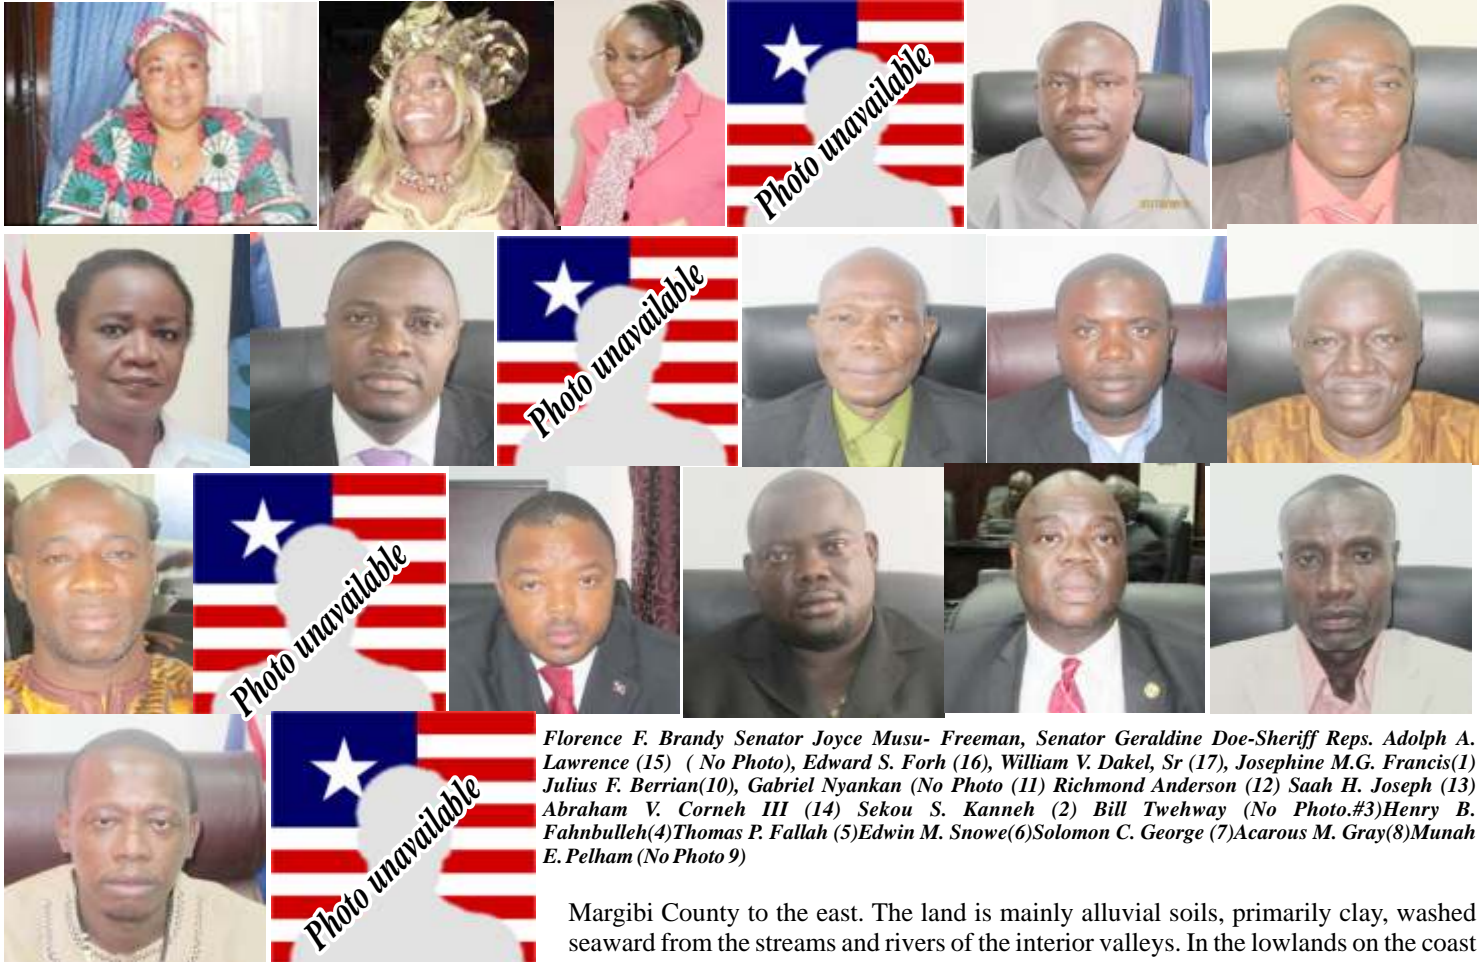 Photo unavailable
Photo unavailable
Photo unavailable
Photo unavailable
Florence F. Brandy Senator Joyce Musu- Freeman, Senator Geraldine Doe-Sheriff Reps. Adolph A.
Lawrence (15) ( No Photo), Edward S. Forh (16), William V. Dakel, Sr (17), Josephine M.G. Francis(1)
Julius F. Berrian(10), Gabriel Nyankan (No Photo (11) Richmond Anderson (12) Saah H. Joseph (13)
Abraham V. Corneh III (14) Sekou S. Kanneh (2) Bill Twehway (No Photo.#3)Henry B.
Fahnbulleh(4)Thomas P. Fallah (5)Edwin M. Snowe(6)Solomon C. George (7)Acarous M. Gray(8)Munah
E. Pelham (No Photo 9)
Margibi County to the east. The land is mainly alluvial soils, primarily clay, washed
seaward from the streams and rivers of the interior valleys. In the lowlands on the coast